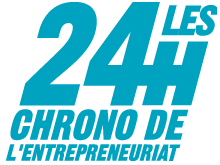 LES
24H
CHRONO DE
L'ENTREPRENEURIAT